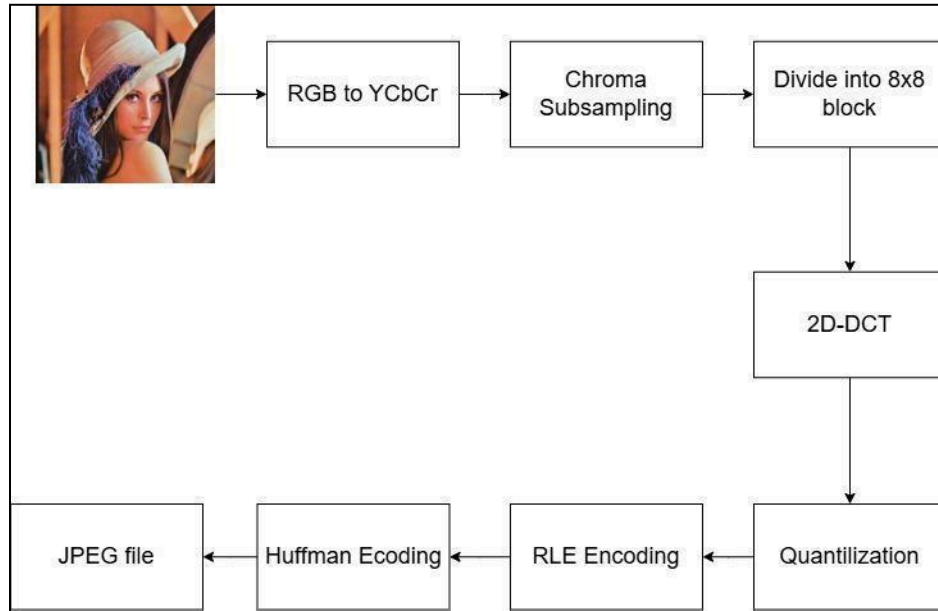 RGB to YCbCr
Chroma
Subsampling
Divide into 8x8
block
2D-DCT
Quantilization
RLE Encoding
Huffman Ecoding
JPEG file